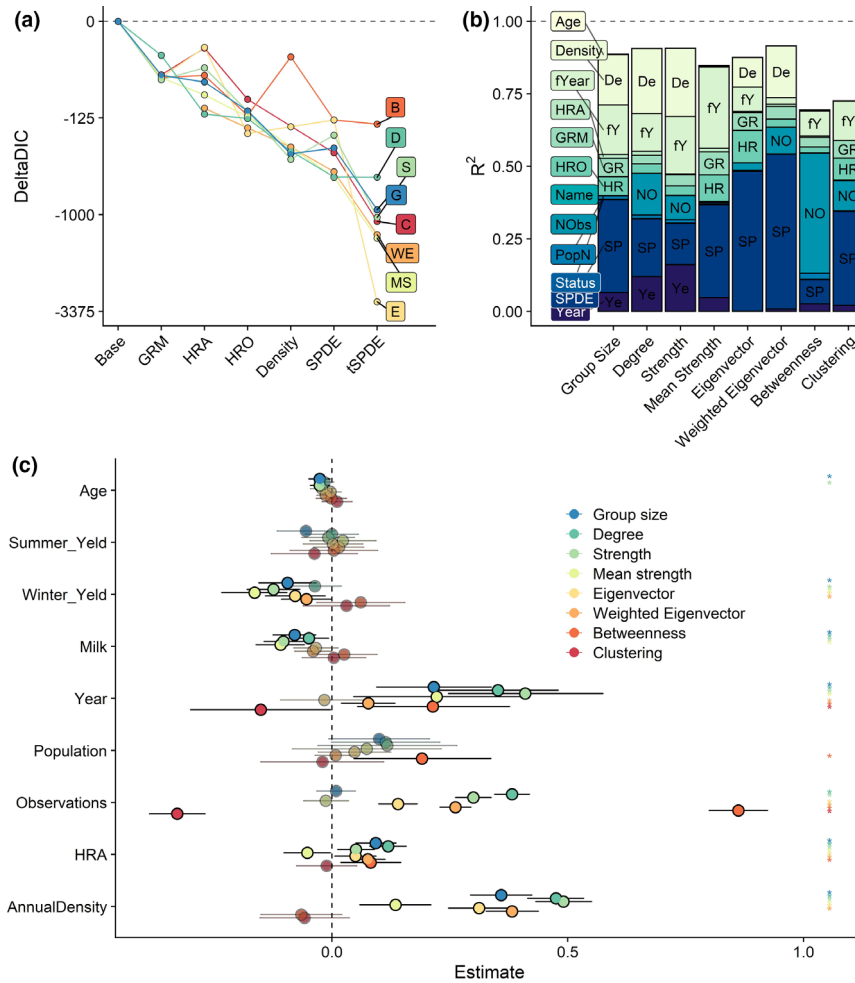 (a)
0
-125
-1000
-3375
DeltaDIC
B
D
S
G
C
WE
MS
E
Base
GRM
HRA
HRO
Density
SPDE
tSPDE
(b)
1.00
0.75
0.50
0.25
0.00
R²
Age
Density
fYear
HRA
GRM
HRO
Name
NObs
PopN
Status
SPDE
Year
De
fY
GR
HR
SP
Ye
De
fY
NO
SP
Ye
De
fY
NO
SP
Ye
fY
GR
HR
SP
De
fY
GR
HR
SP
De
NO
SP
fY
NO
SP
fY
GR
HR
NO
SP
Group Size
Degree
Strength
Mean Strength
Eigenvector
Weighted Eigenvector
Betweenness
Clustering
(c)
Age
Summer_Yeld
Winter_Yeld
Milk
Year
Population
Observations
HRA
AnnualDensity
Group size
Degree
Strength
Mean strength
Eigenvector
Weighted Eigenvector
Betweenness
Clustering
0.0
0.5
1.0
Estimate